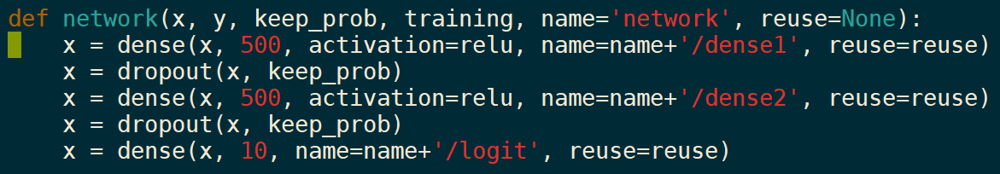 def network(x, y, keep_prob, training, name='network', reuse=None):
    x = dense(x, 500, activation=relu, name=name+'/dense1', reuse=reuse)
    x = dropout(x, keep_prob)
    x = dense(x, 500, activation=relu, name=name+'/dense2', reuse=reuse)
    x = dropout(x, keep_prob)
    x = dense(x, 10, name=name+'/logit', reuse=reuse)